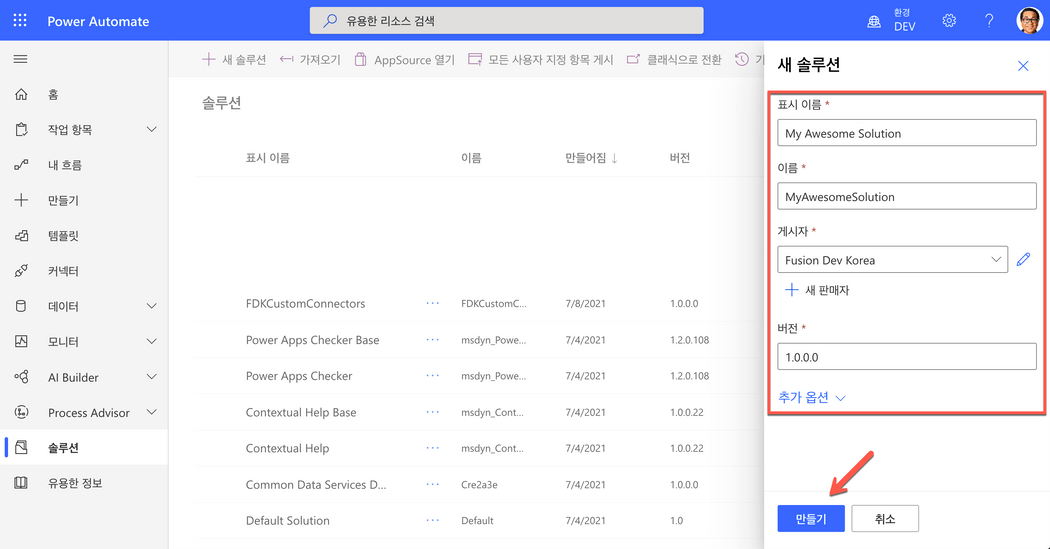 Power Automate
유용한 리소스 검색
환경
DEV
새 솔루션
가져오기
AppSource 열기
모든 사용자 지정 항목 게시
클래식으로 전환
홈
작업 항목
내 흐름
만들기
템플릿
커넥터
데이터
모니터
AI Builder
Process Advisor
솔루션
유용한 정보
솔루션
표시 이름 이름 만들어짐 ↓ 버전
FDKCustomConnectors ··· FDKCustomC... 7/8/2021 1.0.0.0
Power Apps Checker Base ··· msdyn_Powe... 7/4/2021 1.2.0.108
Power Apps Checker ··· msdyn_Powe... 7/4/2021 1.2.0.108
Contextual Help Base ··· msdyn_Cont... 7/4/2021 1.0.0.22
Contextual Help ··· msdyn_Cont... 7/4/2021 1.0.0.22
Common Data Services D... ··· Cre2a3e 7/4/2021 1.0.0.0
Default Solution ··· Default 7/4/2021 1.0
새 솔루션
표시 이름 *
My Awesome Solution
이름 *
MyAwesomeSolution
게시자 *
Fusion Dev Korea
새 판매자
버전 *
1.0.0.0
추가 옵션
만들기 취소